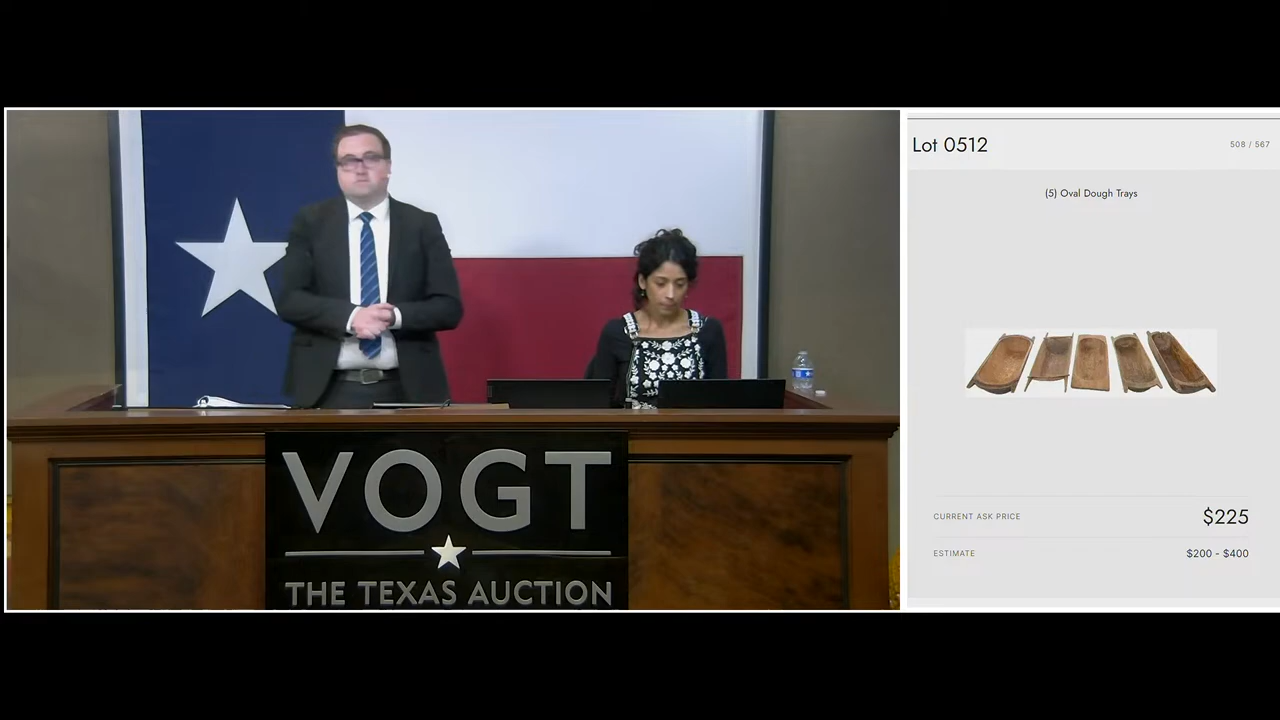 Lot 0512
508 / 567
(5) Oval Dough Trays
CURRENT ASK PRICE
$225
ESTIMATE
$200 - $400
VOGT
THE TEXAS AUCTION